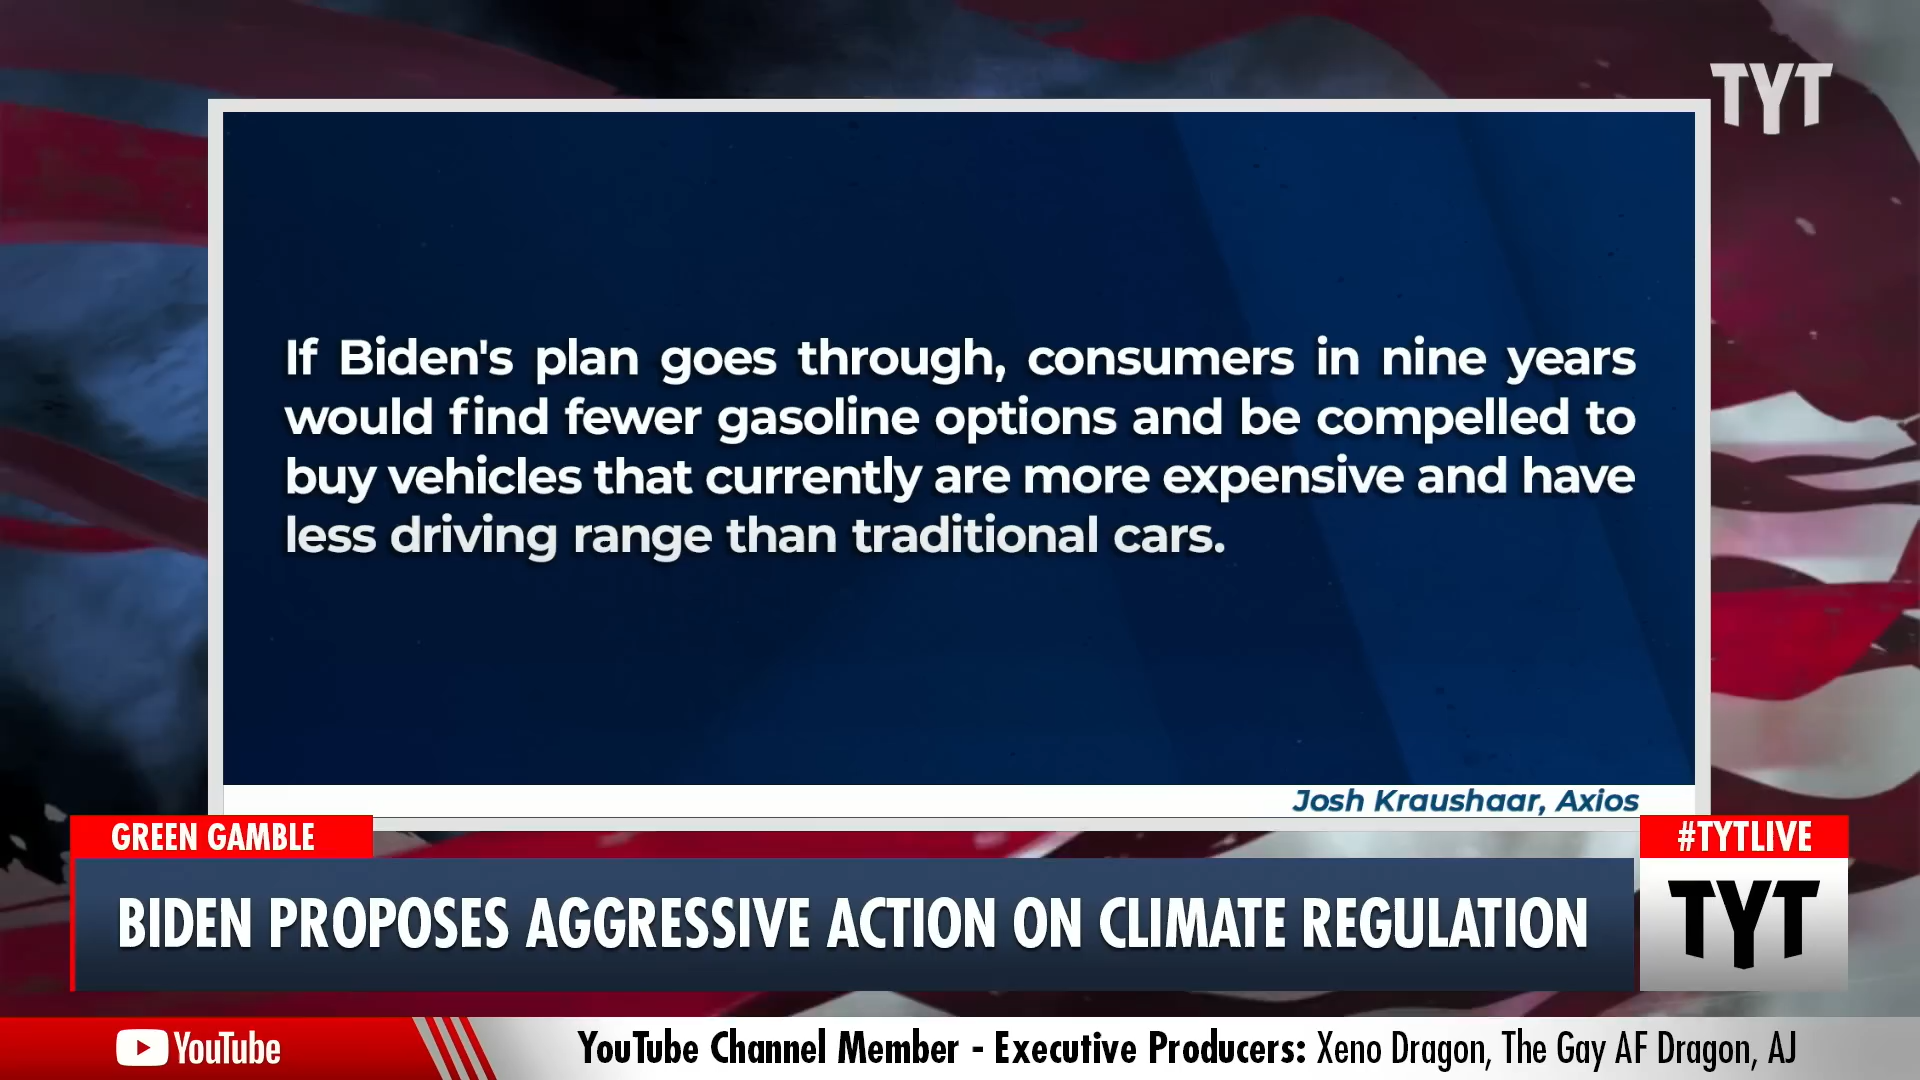 TYT
If Biden's plan goes through, consumers in nine years
would find fewer gasoline options and be compelled to
buy vehicles that currently are more expensive and have
less driving range than traditional cars.
Josh Kraushaar, Axios
GREEN GAMBLE
#TYTLIVE
BIDEN PROPOSES AGGRESSIVE ACTION ON CLIMATE REGULATION
TYT
YouTube
YouTube Channel Member - Executive Producers: Xeno Dragon, The Gay AF Dragon, AJ